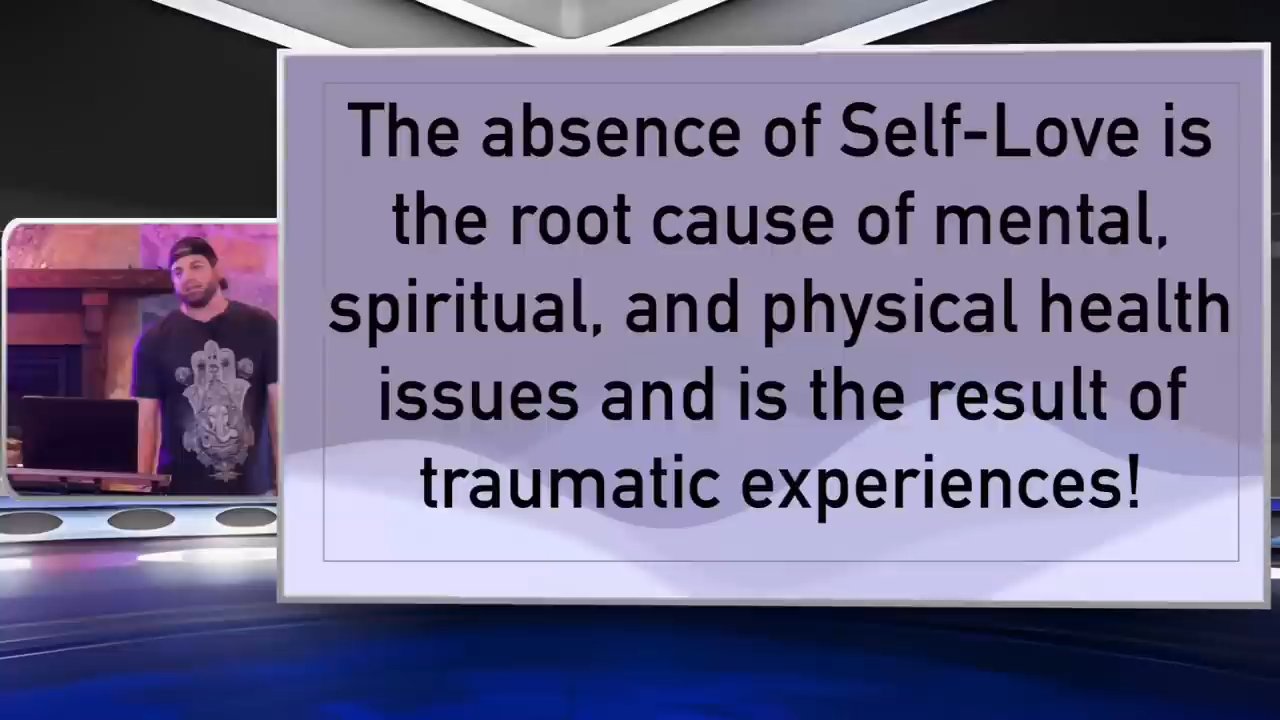 The absence of Self-Love is
the root cause of mental,
spiritual, and physical health
issues and is the result of
traumatic experiences!